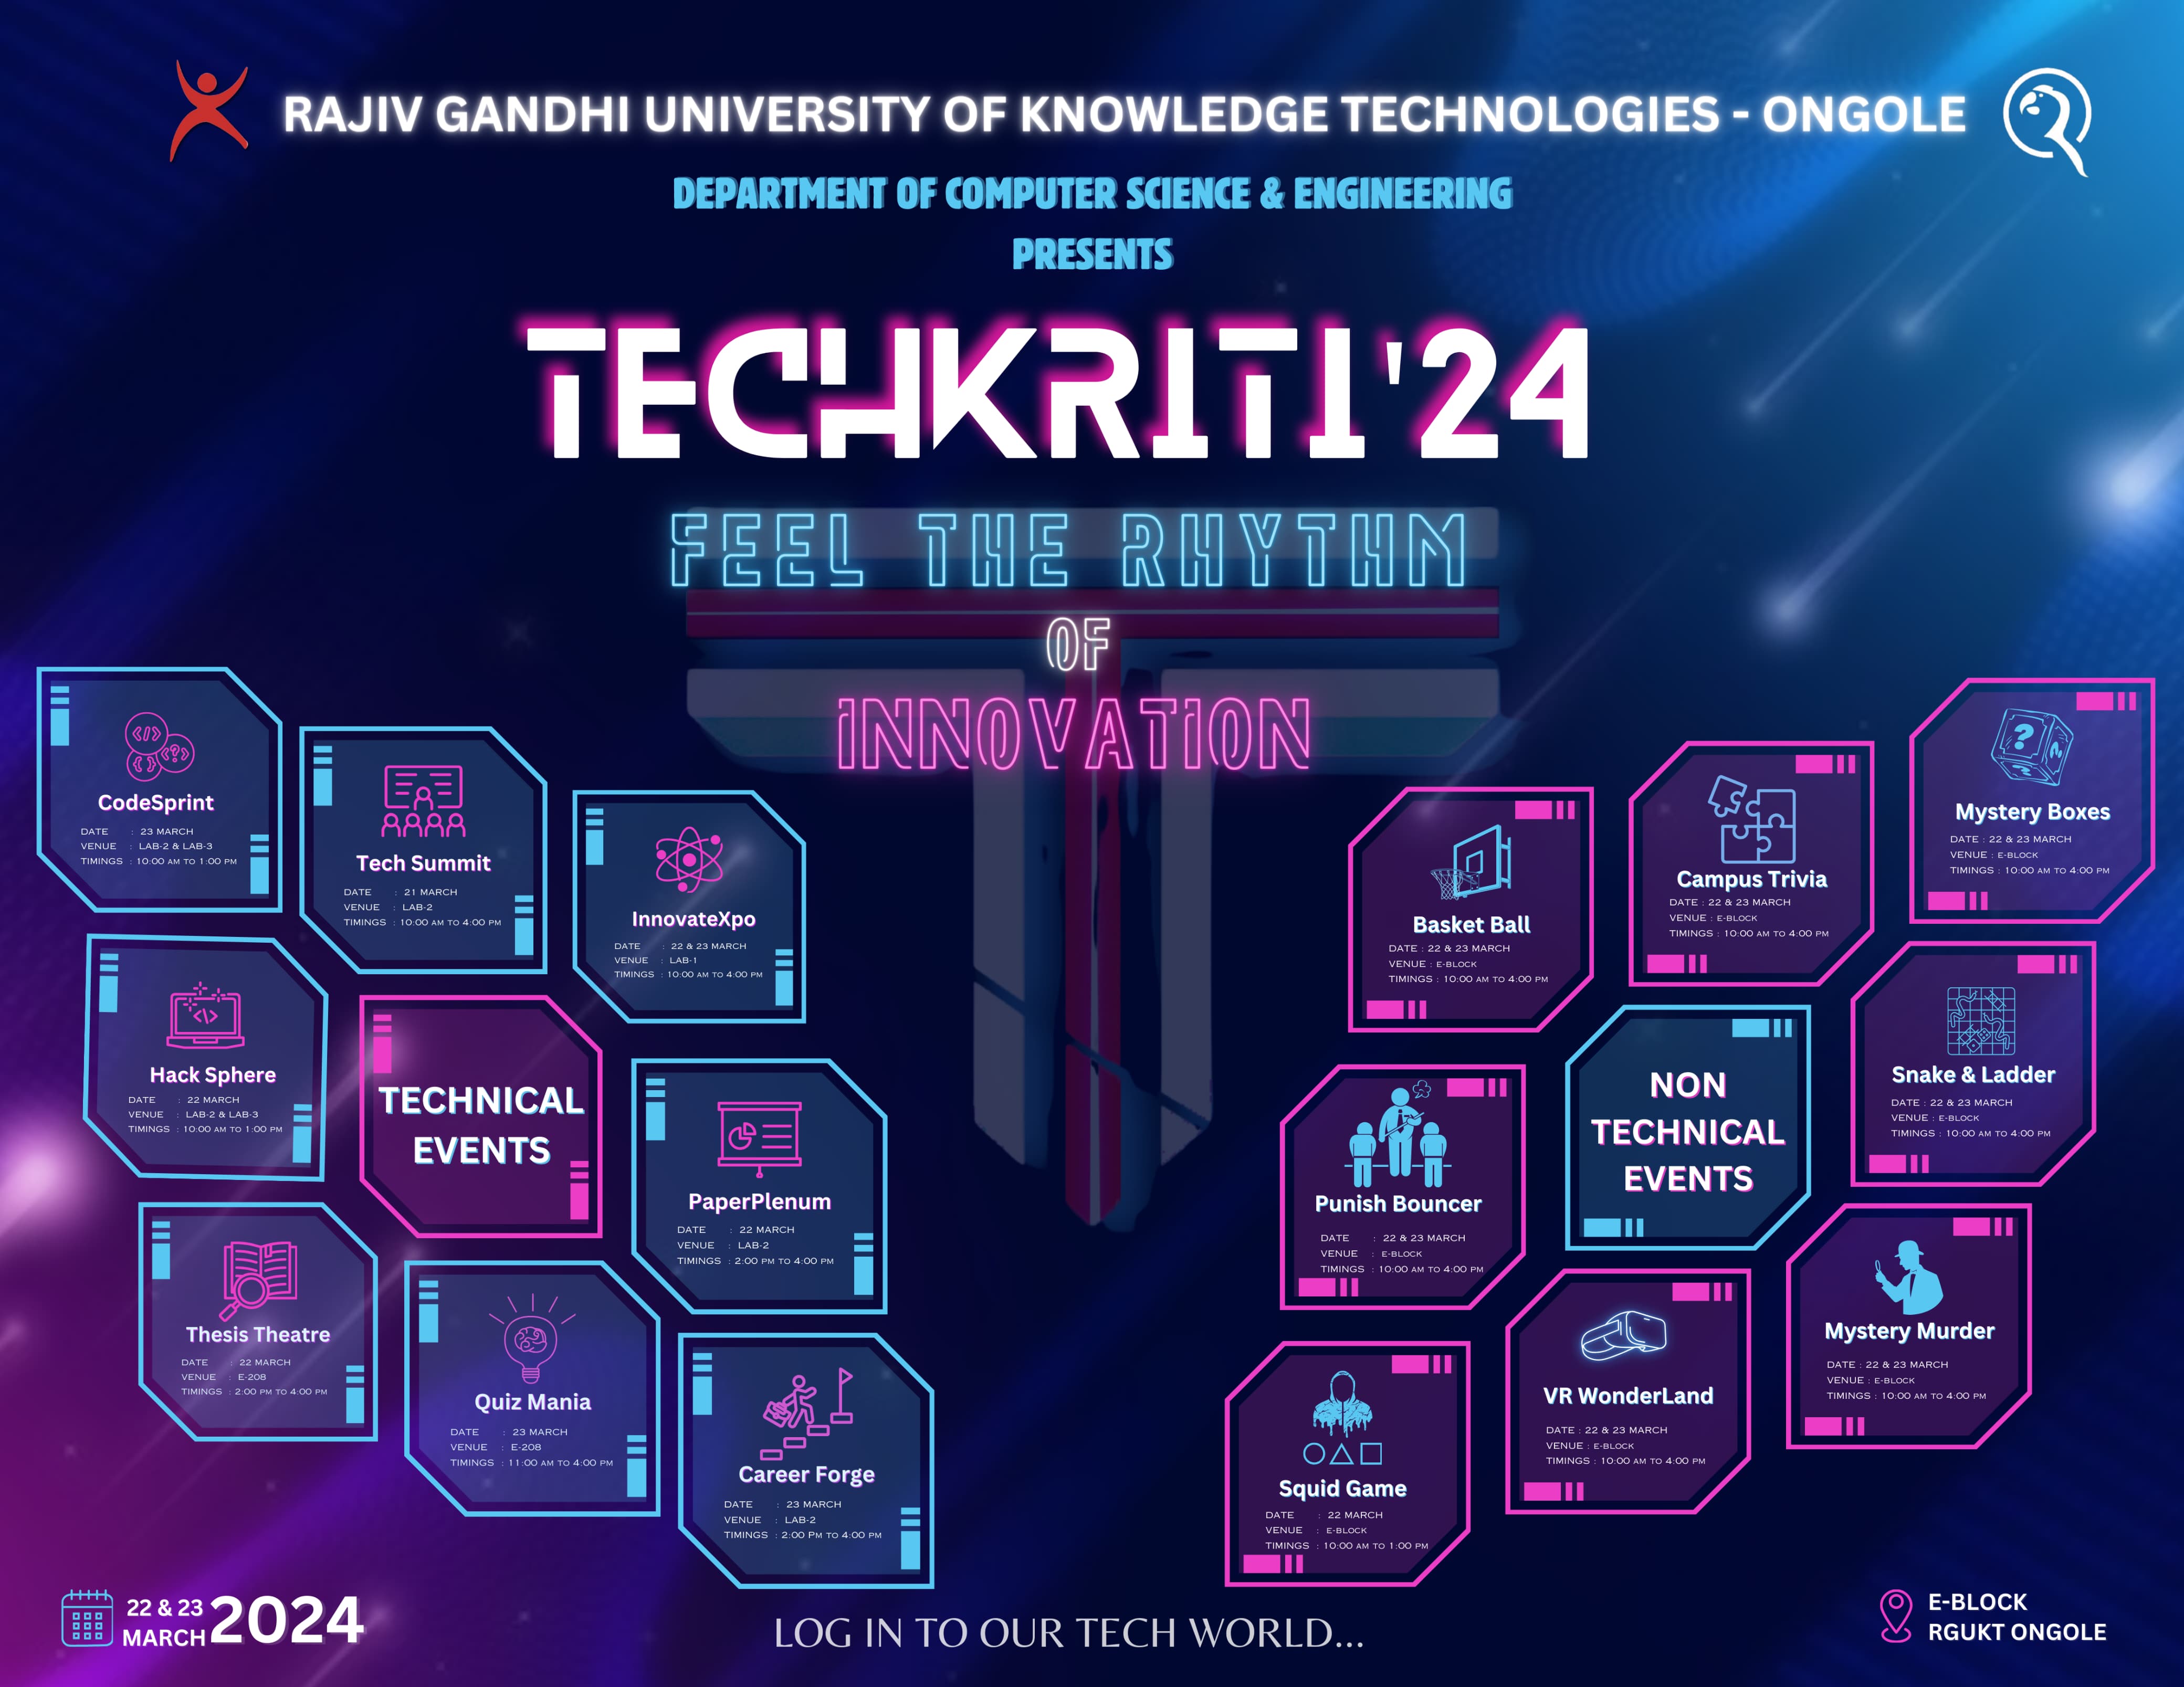 RAJIV GANDHI UNIVERSITY OF KNOWLEDGE TECHNOLOGIES - ONGOLE
DEPARTMENT OF COMPUTER SCIENCE & ENGINEERING
PRESENTS
TECHKRITI'24
FEEL THE RHYTHM
OF
INNOVATION
CodeSprint
DATE : 23 MARCH
VENUE : LAB-2 & LAB-3
TIMINGS : 10:00 AM TO 1:00 PM
Tech Summit
DATE : 21 MARCH
VENUE : LAB-2
TIMINGS : 10:00 AM TO 4:00 PM
InnovateXpo
DATE : 22 & 23 MARCH
VENUE : LAB-1
TIMINGS : 10:00 AM TO 4:00 PM
Hack Sphere
DATE : 22 MARCH
VENUE : LAB-2 & LAB-3
TIMINGS : 10:00 AM TO 1:00 PM
TECHNICAL
EVENTS
PaperPlenum
DATE : 22 MARCH
VENUE : LAB-2
TIMINGS : 2:00 PM TO 4:00 PM
Thesis Theatre
DATE : 22 MARCH
VENUE : E-208
TIMINGS : 2:00 PM TO 4:00 PM
Quiz Mania
DATE : 23 MARCH
VENUE : E-208
TIMINGS : 11:00 AM TO 4:00 PM
Career Forge
DATE : 23 MARCH
VENUE : LAB-2
TIMINGS : 2:00 PM TO 4:00 PM
Basket Ball
DATE : 22 & 23 MARCH
VENUE : E-BLOCK
TIMINGS : 10:00 AM TO 4:00 PM
Campus Trivia
DATE : 22 & 23 MARCH
VENUE : E-BLOCK
TIMINGS : 10:00 AM TO 4:00 PM
?
Mystery Boxes
DATE : 22 & 23 MARCH
VENUE : E-BLOCK
TIMINGS : 10:00 AM TO 4:00 PM
Punish Bouncer
DATE : 22 & 23 MARCH
VENUE : E-BLOCK
TIMINGS : 10:00 AM TO 4:00 PM
NON
TECHNICAL
EVENTS
Snake & Ladder
DATE : 22 & 23 MARCH
VENUE : E-BLOCK
TIMINGS : 10:00 AM TO 4:00 PM
Squid Game
DATE : 22 MARCH
VENUE : E-BLOCK
TIMINGS : 10:00 AM TO 1:00 PM
VR WonderLand
DATE : 22 & 23 MARCH
VENUE : E-BLOCK
TIMINGS : 10:00 AM TO 4:00 PM
Mystery Murder
DATE : 22 & 23 MARCH
VENUE : E-BLOCK
TIMINGS : 10:00 AM TO 4:00 PM
22 & 23
MARCH 2024
LOG IN TO OUR TECH WORLD...
E-BLOCK
RGUKT ONGOLE